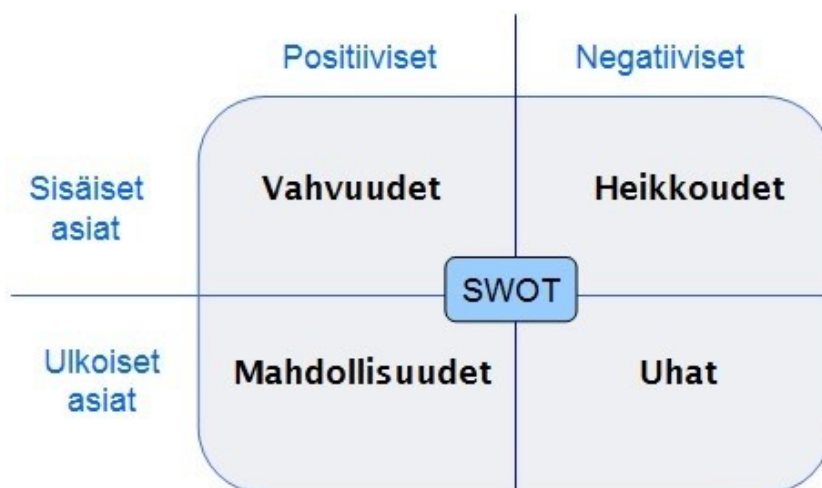 Positiiviset
Negatiiviset
Sisäiset
asiat
Vahvuudet
Heikkoudet
SWOT
Ulkoiset
asiat
Mahdollisuudet
Uhat